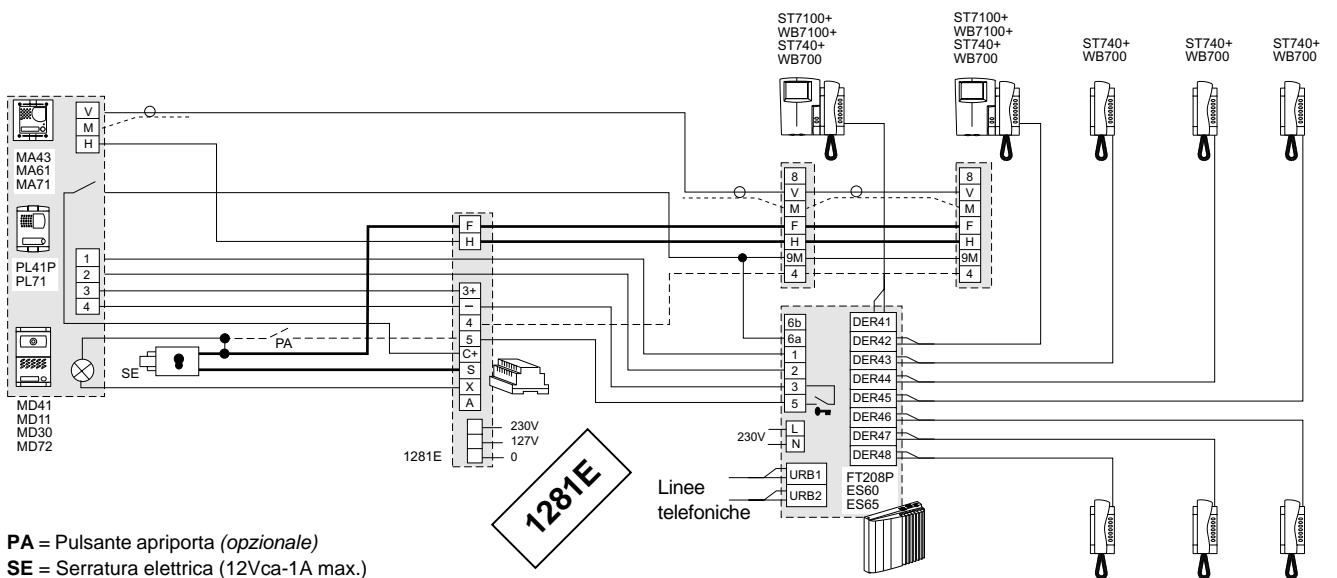 ST7100+
WB7100+
ST740+
WB700
ST7100+
WB7100+
ST740+
WB700
ST740+
WB700
ST740+
WB700
ST740+
WB700
V
M
H
MA43
MA61
MA71
PL41P
PL71
1
2
3
4
MD41
MD11
MD30
MD72
SE
PA
F
H
3+
–
4
5
C+
S
X
A
230V
127V
0
1281E
1281E
8
V
M
F
H
9M
4
8
V
M
F
H
9M
4
6b
6a
1
2
3
5
L
N
230V
URB1
URB2
Linee
telefoniche
DER41
DER42
DER43
DER44
DER45
DER46
DER47
DER48
FT208P
ES60
ES65
PA = Pulsante apriporta (opzionale)
SE = Serratura elettrica (12Vca-1A max.)